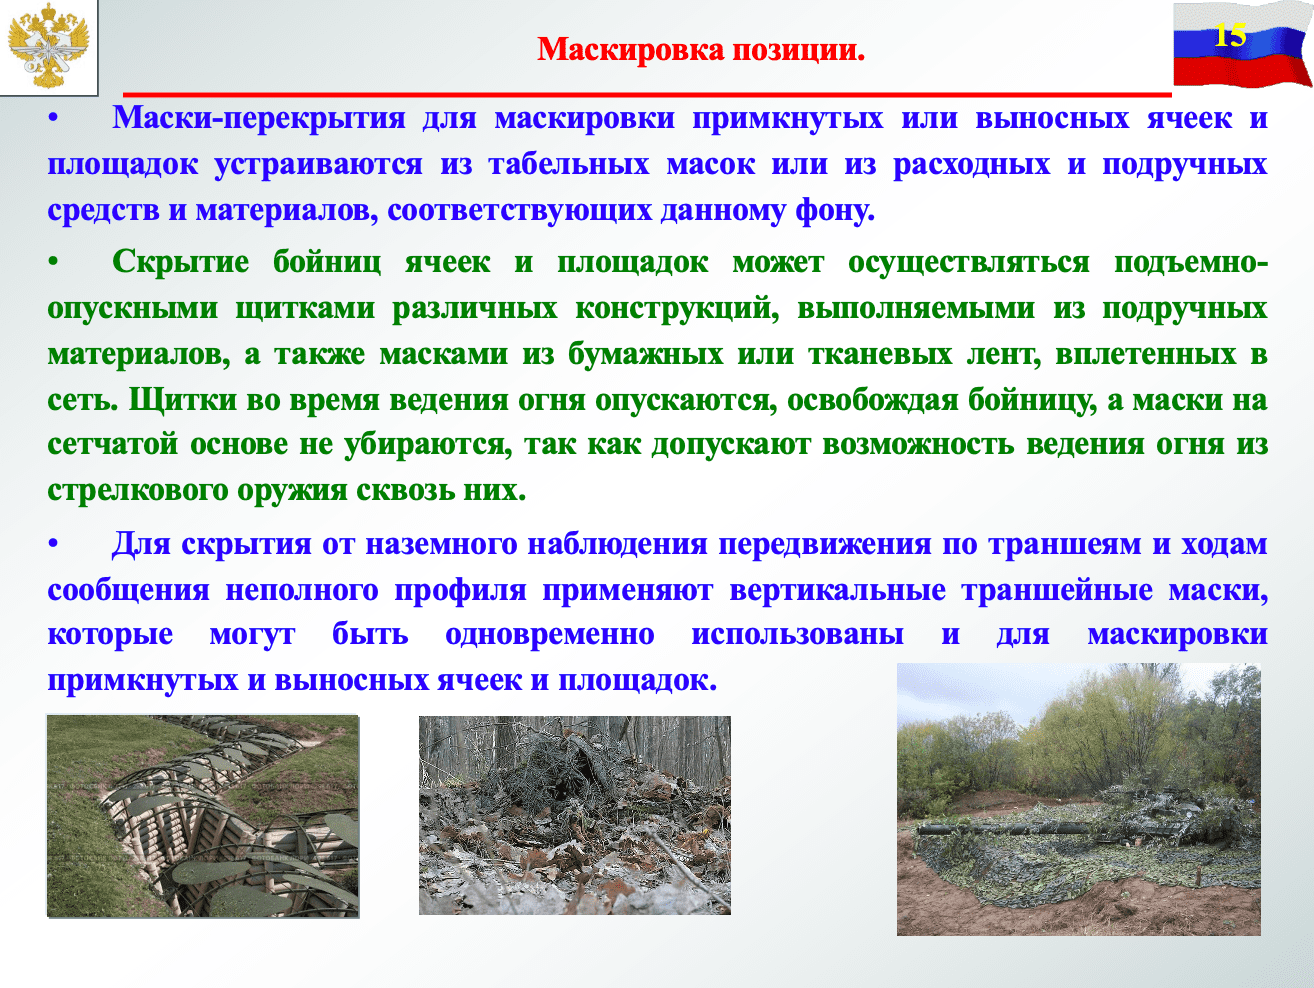 15
Маскировка позиции.
• Маски-перекрытия для маскировки примкнутых или выносных ячеек и
площадок устраиваются из табельных масок или из расходных и подручных
средств и материалов, соответствующих данному фону.
• Скрытие бойниц ячеек и площадок может осуществляться подъемно-
опускными щитками различных конструкций, выполняемыми из подручных
материалов, а также масками из бумажных или тканевых лент, вплетенных в
сеть. Щитки во время ведения огня опускаются, освобождая бойницу, а маски на
сетчатой основе не убираются, так как допускают возможность ведения огня из
стрелкового оружия сквозь них.
• Для скрытия от наземного наблюдения передвижения по траншеям и ходам
сообщения неполного профиля применяют вертикальные траншейные маски,
которые могут быть одновременно использованы и для маскировки
примкнутых и выносных ячеек и площадок.